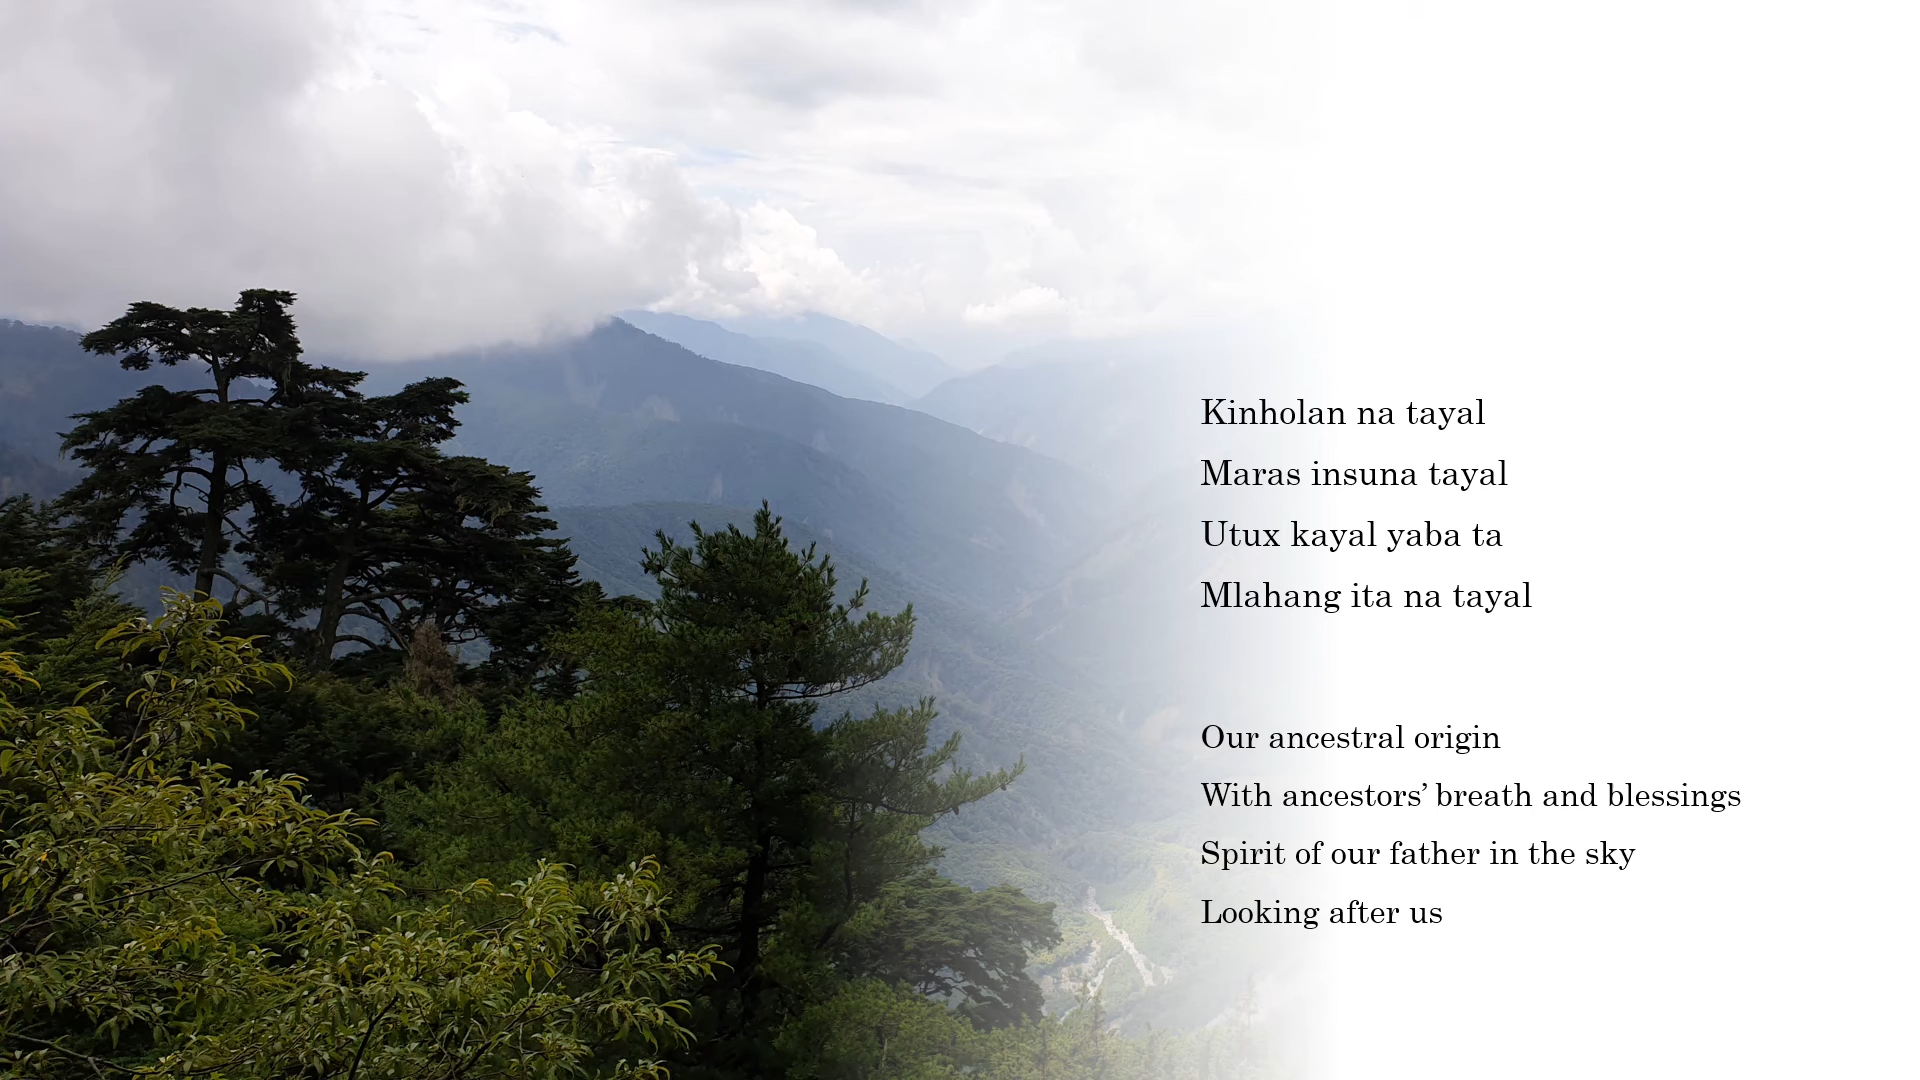 Kinholan na tayal
Maras insuna tayal
Utux kayal yaba ta
Mlahang ita na tayal
Our ancestral origin
With ancestors’ breath and blessings
Spirit of our father in the sky
Looking after us